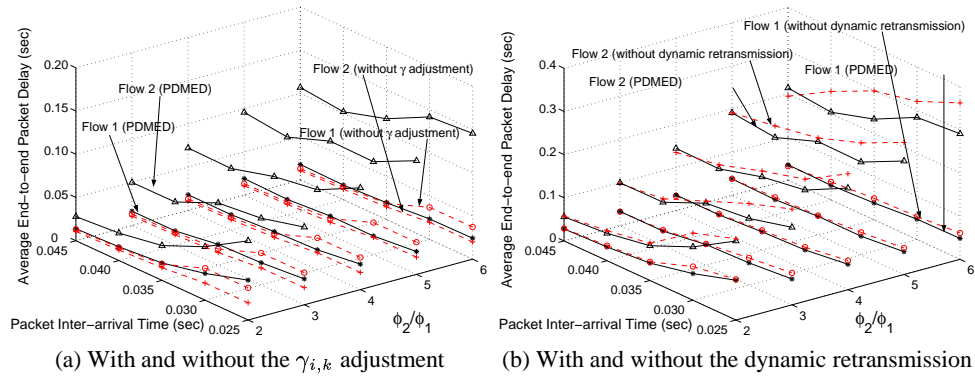 Average End-to-end Packet Delay (sec)
0.20
0.15
0.10
0.05
0
0.045
0.040
0.035
0.030
0.025
Packet Inter-arrival Time (sec)
2
3
4
5
6
ϕ2/ϕ1
Flow 2 (PDMED)
Flow 1 (PDMED)
Flow 2 (without γ adjustment)
Flow 1 (without γ adjustment)
(a) With and without the γi,k adjustment
Average End-to-end Packet Delay (sec)
0.4
0.3
0.2
0.1
0
0.045
0.040
0.035
0.030
0.025
Packet Inter-arrival Time (sec)
2
3
4
5
6
ϕ2/ϕ1
Flow 1 (without dynamic retransmission)
Flow 2 (without dynamic retransmission)
Flow 2 (PDMED)
Flow 1 (PDMED)
(b) With and without the dynamic retransmission